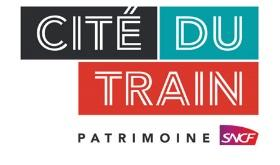 CITÉ DU
TRAIN
PATRIMOINE SNCF